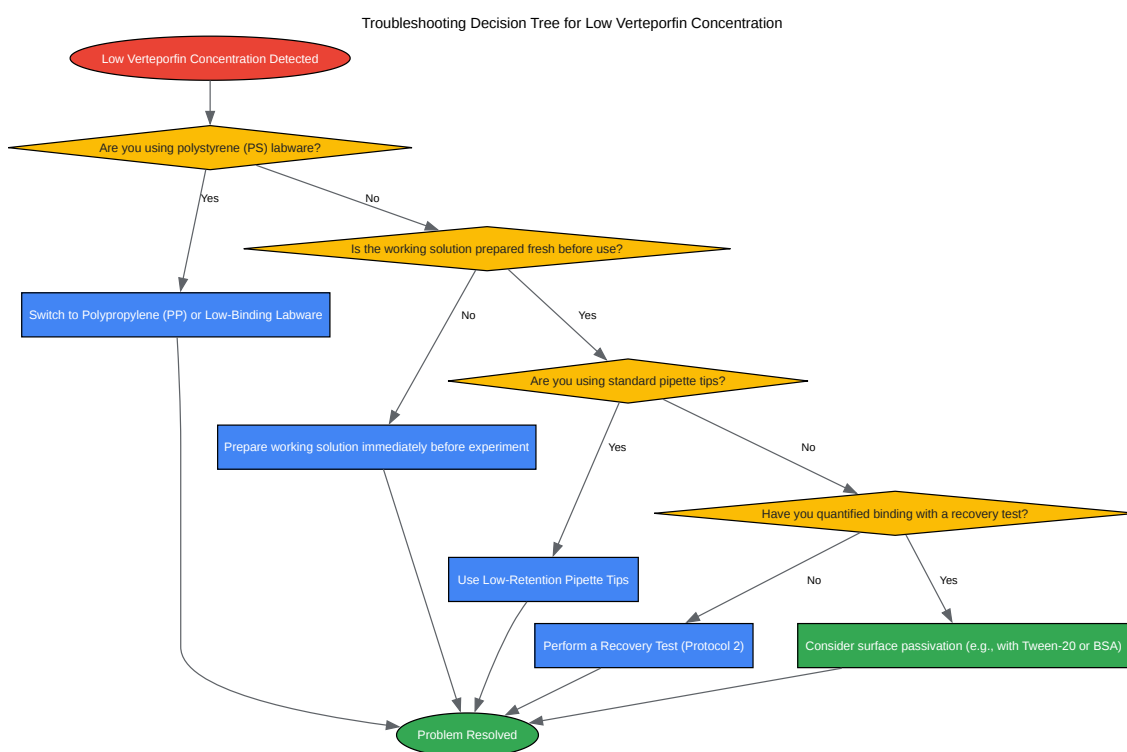 Troubleshooting Decision Tree for Low Verteporfin Concentration
Low Verteporfin Concentration Detected
Are you using polystyrene (PS) labware?
Yes
No
Is the working solution prepared fresh before use?
Switch to Polypropylene (PP) or Low-Binding Labware
No
Yes
Are you using standard pipette tips?
Prepare working solution immediately before experiment
Yes
No
Have you quantified binding with a recovery test?
Use Low-Retention Pipette Tips
No
Yes
Perform a Recovery Test (Protocol 2)
Consider surface passivation (e.g., with Tween-20 or BSA)
Problem Resolved